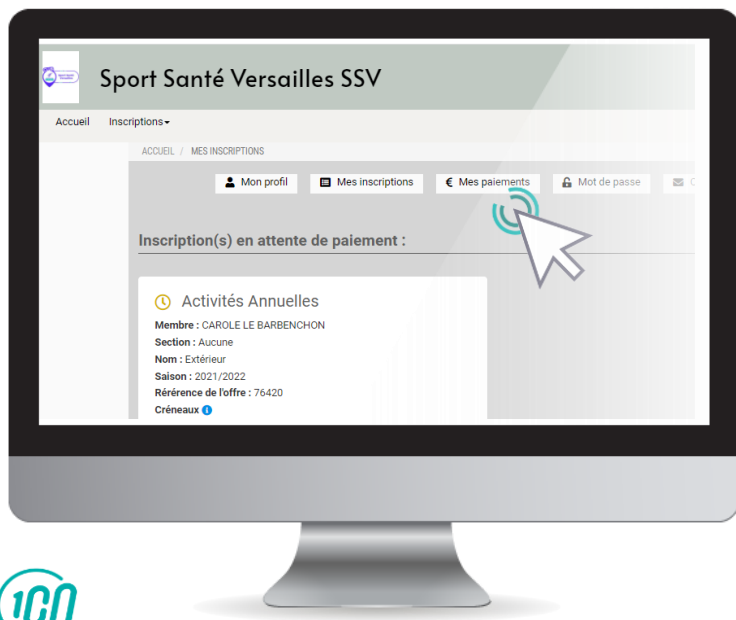 Sport Santé Versailles SSV
Accueil Inscriptions
ACCUEIL / MES INSCRIPTIONS
Mon profil Mes inscriptions € Mes paiements Mot de passe
Inscription(s) en attente de paiement :
Activités Annuelles
Membre : CAROLE LE BARBENCHON
Section : Aucune
Nom : Extérieur
Saison : 2021/2022
Rérérence de l'offre : 76420
Créneaux